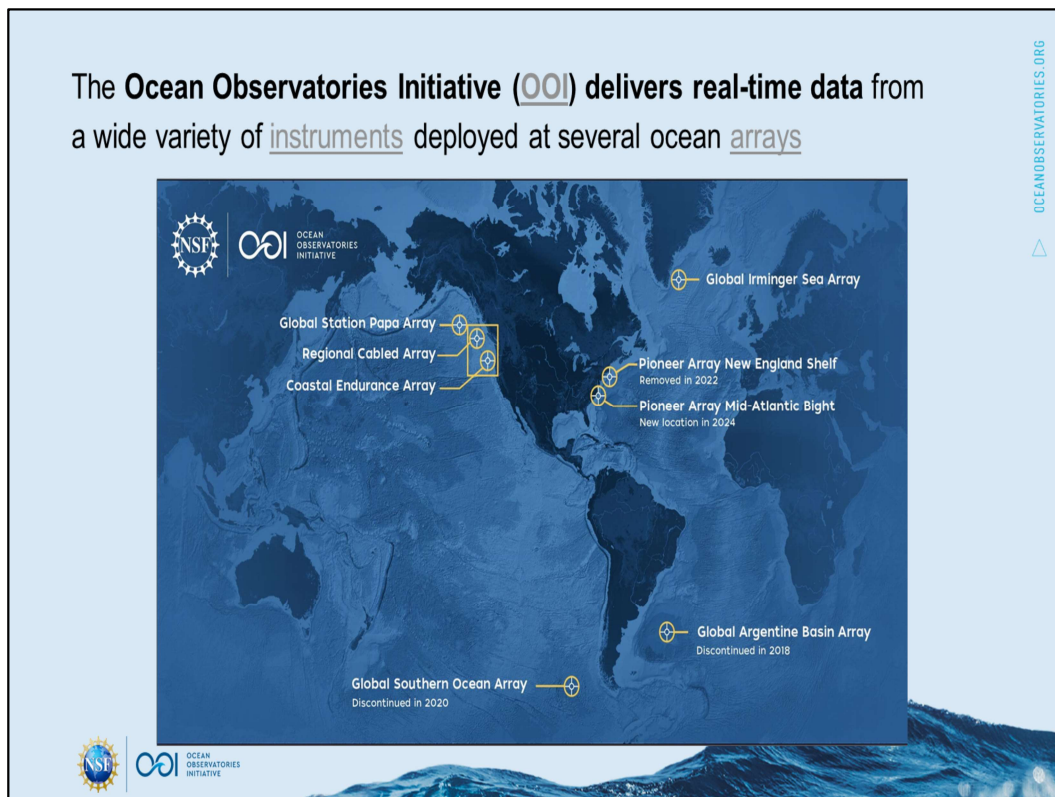 The Ocean Observatories Initiative (OOI) delivers real-time data from
a wide variety of instruments deployed at several ocean arrays
OCEANOBSERVATORIES.ORG
NSF
OOI
OCEAN
OBSERVATORIES
INITIATIVE
Global Irminger Sea Array
Global Station Papa Array
Regional Cabled Array
Coastal Endurance Array
Pioneer Array New England Shelf
Removed in 2022
Pioneer Array Mid-Atlantic Bight
New location in 2024
Global Argentine Basin Array
Discontinued in 2018
Global Southern Ocean Array
Discontinued in 2020
NSF
OOI
OCEAN
OBSERVATORIES
INITIATIVE